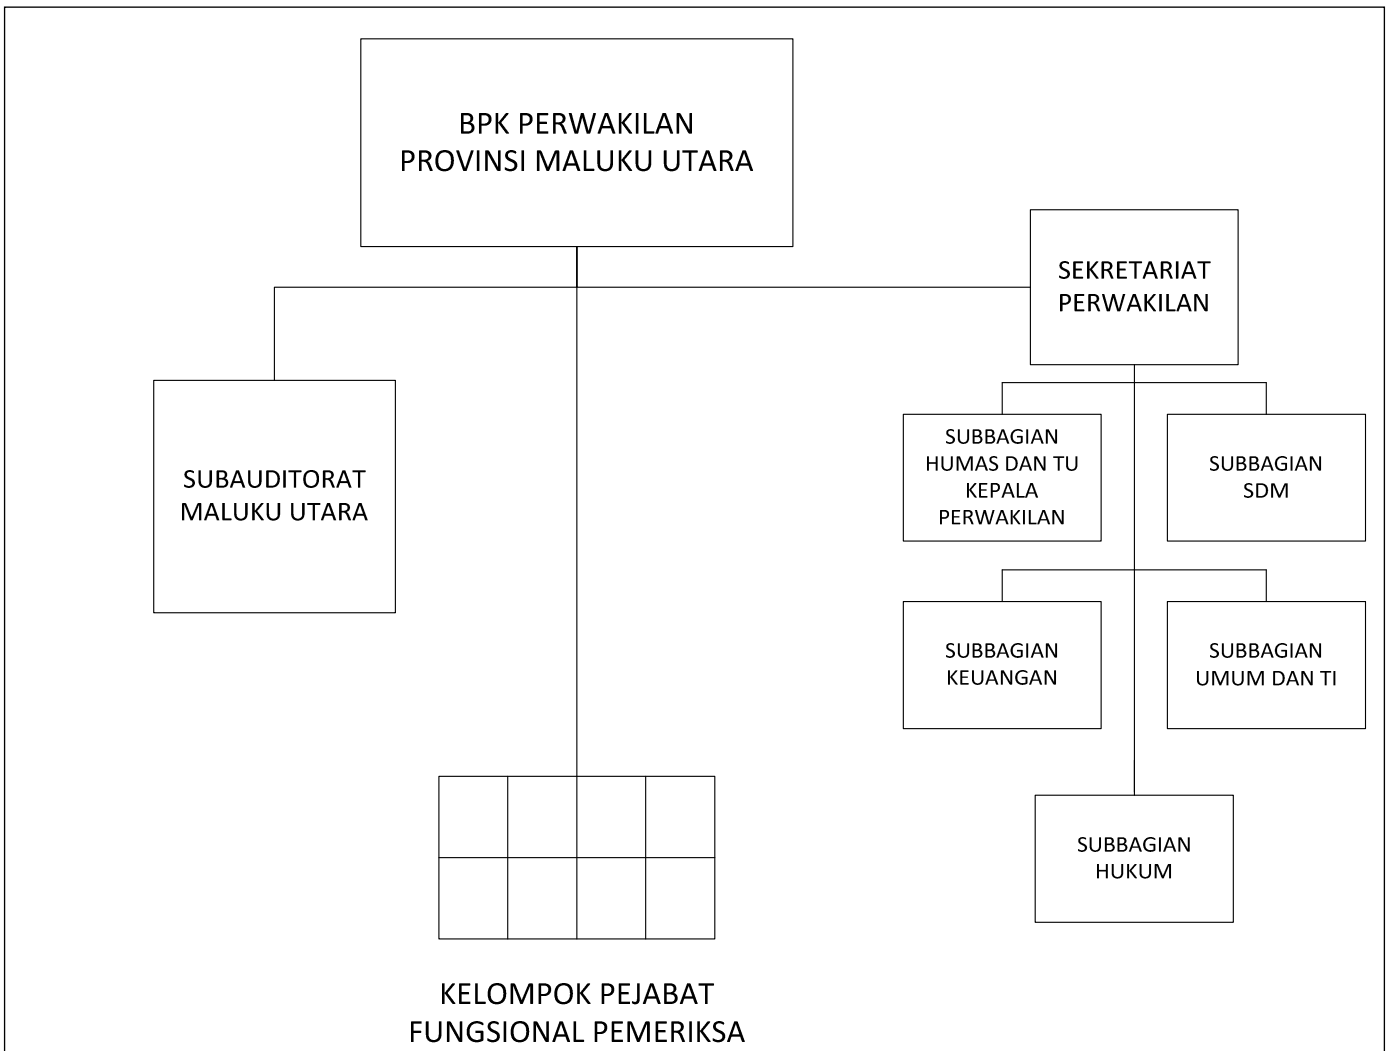 BPK PERWAKILAN
PROVINSI MALUKU UTARA
SEKRETARIAT
PERWAKILAN
SUBAUDITORAT
MALUKU UTARA
SUBBAGIAN
HUMAS DAN TU
KEPALA
PERWAKILAN
SUBBAGIAN
SDM
SUBBAGIAN
KEUANGAN
SUBBAGIAN
UMUM DAN TI
SUBBAGIAN
HUKUM
KELOMPOK PEJABAT
FUNGSIONAL PEMERIKSA